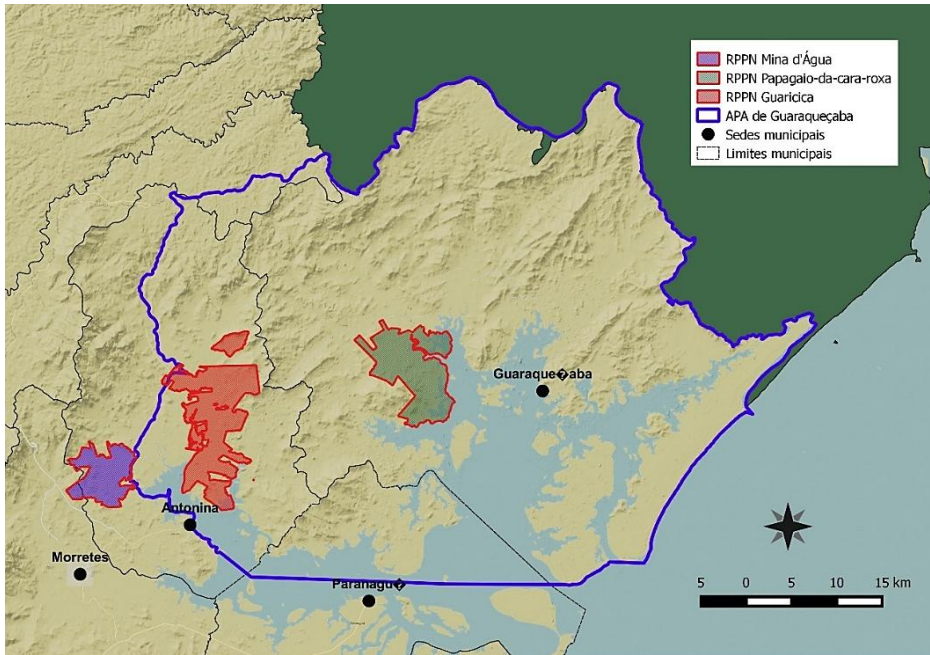 RPPN Mina d'Água
RPPN Papagaio-da-cara-roxa
RPPN Guaricica
APA de Guaraqueçaba
Sedes municipais
Limites municipais
Guaraque�aba
Antonina
Morretes
Paranagu�
5 0 5 10 15 km